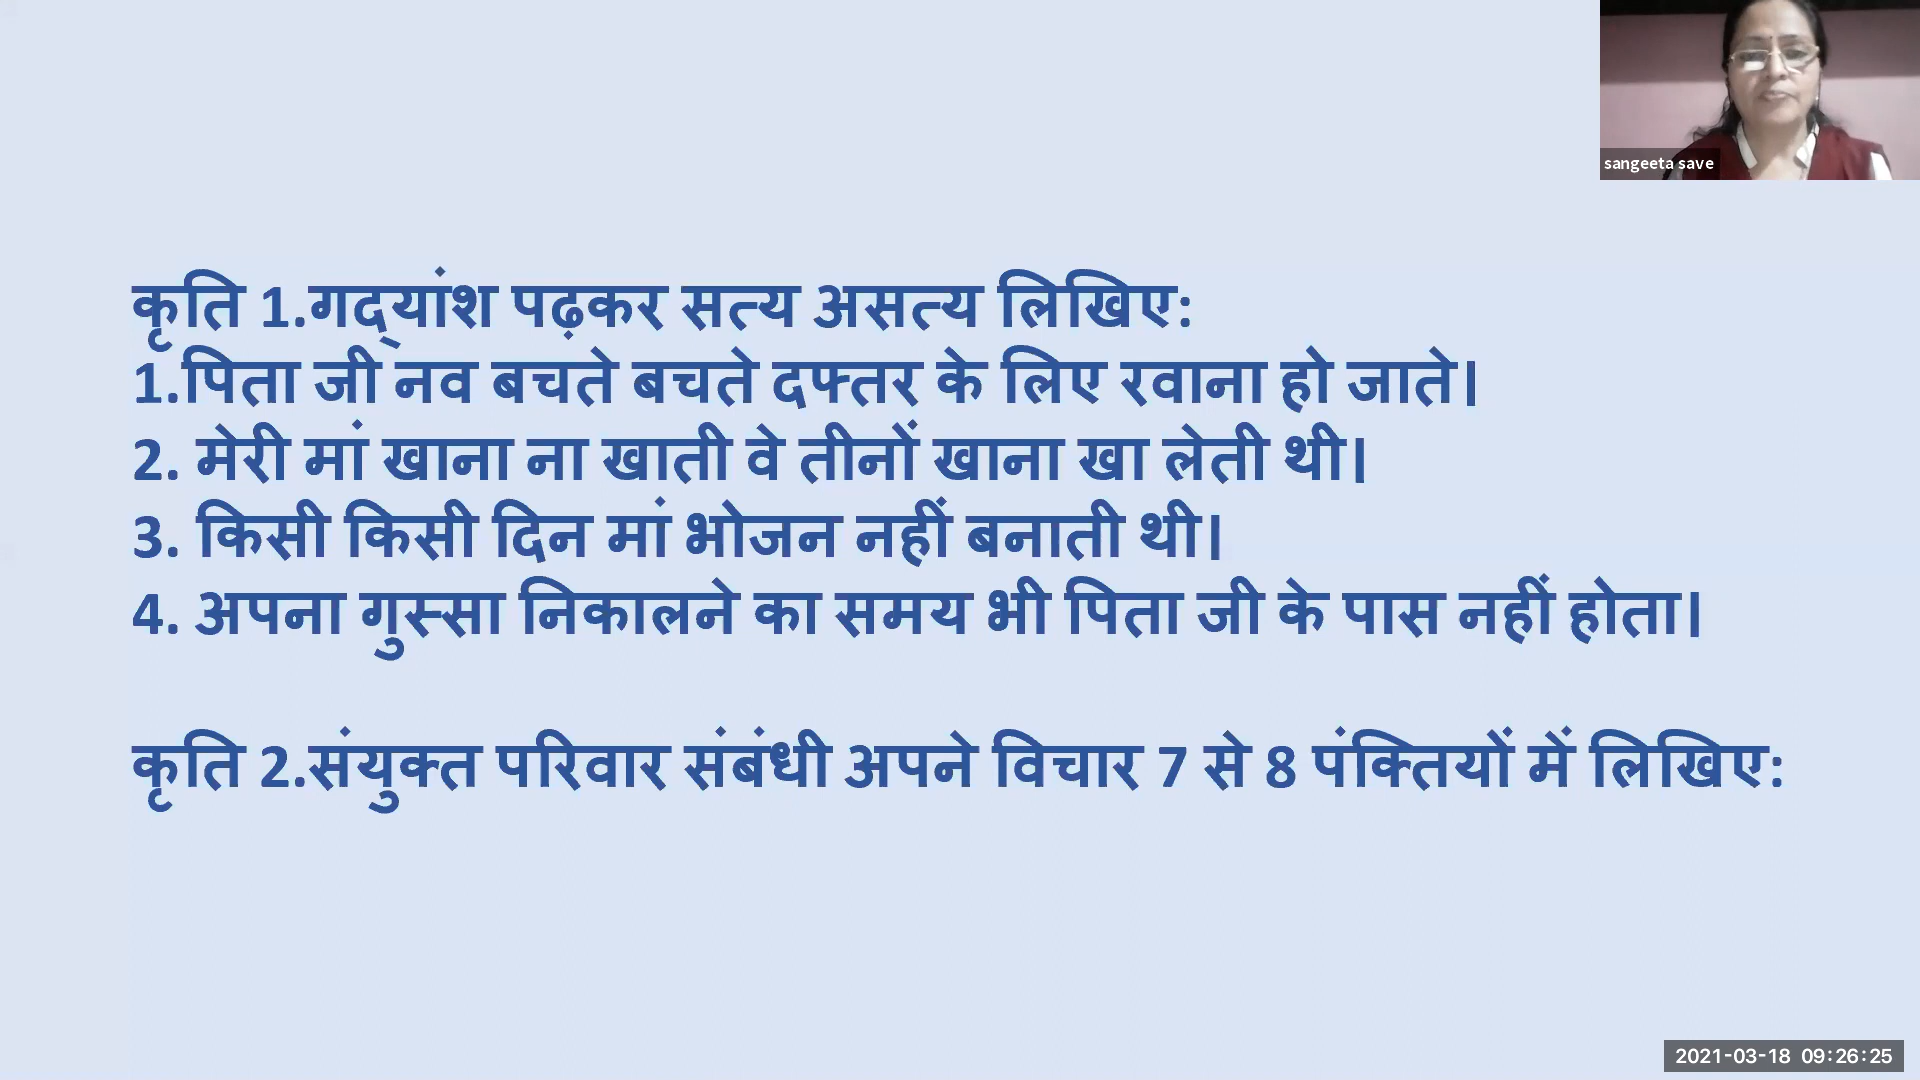 sangeeta save
कृति 1.गद्‌यांश पढ़कर सत्य असत्य लिखिए:
1.पिता जी नव बचते बचते दफ्तर के लिए रवाना हो जाते।
2. मेरी मां खाना ना खाती वे तीनों खाना खा लेती थी।
3. किसी किसी दिन मां भोजन नहीं बनाती थी।
4. अपना गुस्सा निकालने का समय भी पिता जी के पास नहीं होता।
कृति 2.संयुक्त परिवार संबंधी अपने विचार 7 से 8 पंक्तियों में लिखिए:
2021-03-18 09:26:25